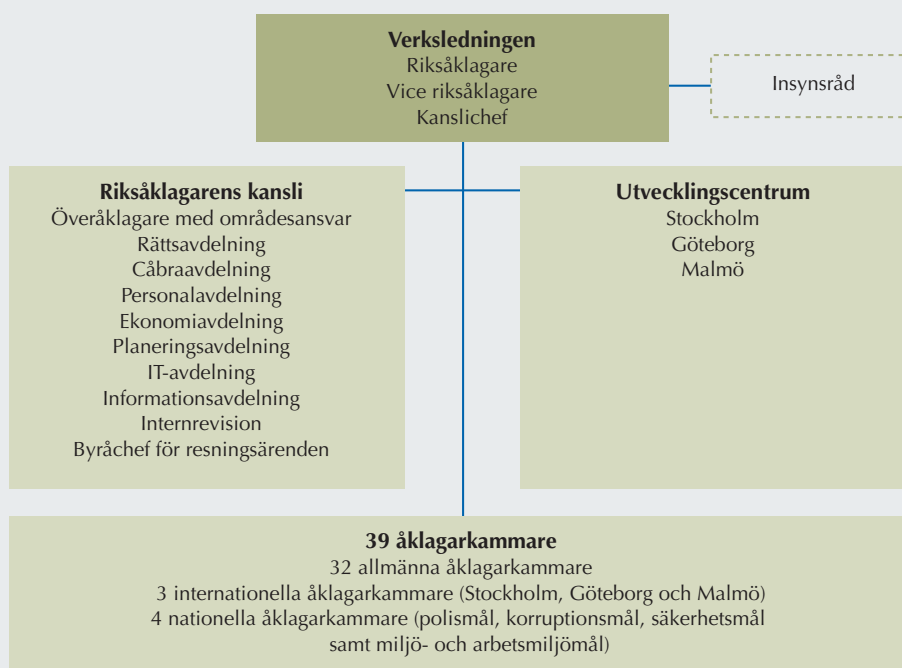 Verksledningen
Riksåklagare
Vice riksåklagare
Kanslichef
Insynsråd
Riksåklagarens kansli
Överåklagare med områdesansvar
Rättsavdelning
Cåbraavdelning
Personalavdelning
Ekonomiavdelning
Planeringsavdelning
IT-avdelning
Informationsavdelning
Internrevision
Byråchef för resningsärenden
Utvecklingscentrum
Stockholm
Göteborg
Malmö
39 åklagarkammare
32 allmänna åklagarkammare
3 internationella åklagarkammare (Stockholm, Göteborg och Malmö)
4 nationella åklagarkammare (polismål, korruptionsmål, säkerhetsmål
samt miljö- och arbetsmiljömål)